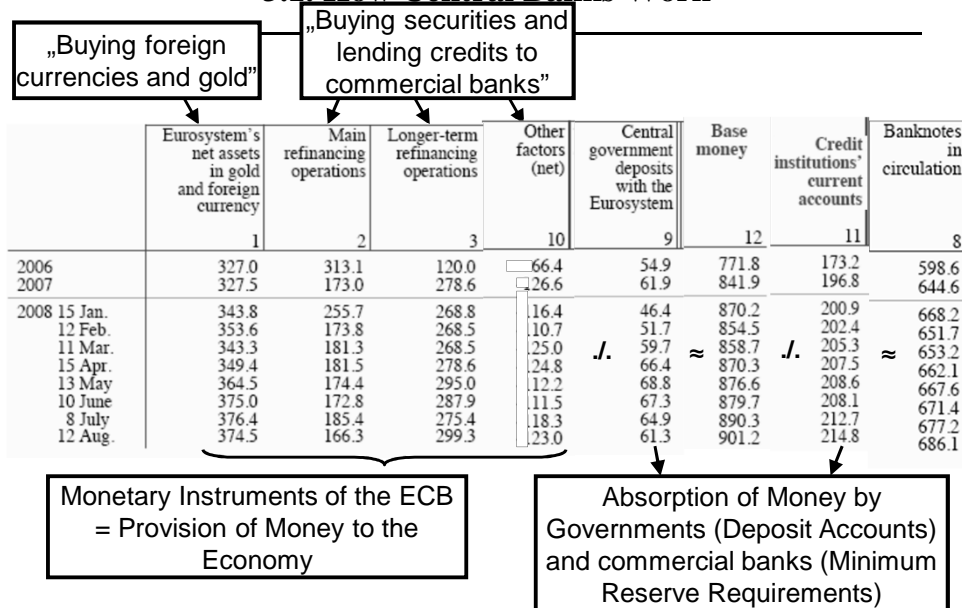 How Central Banks Work
„Buying foreign
currencies and gold”
„Buying securities and
lending credits to
commercial banks”
Eurosystem's
net assets
in gold
and foreign
currency
1
Main
refinancing
operations
2
Longer-term
refinancing
operations
3
Other
factors
(net)
10
Central
government
deposits
with the
Eurosystem
9
Base
money
12
Credit
institutions'
current
accounts
11
Banknotes
in
circulation
8
2006 327.0 313.1 120.0 66.4 54.9 771.8 173.2 598.6
2007 327.5 173.0 278.6 26.6 61.9 841.9 196.8 644.6
2008 15 Jan. 343.8 255.7 268.8 16.4 46.4 870.2 200.9 668.2
12 Feb. 353.6 173.8 268.5 10.7 51.7 854.5 202.4 651.7
11 Mar. 343.3 181.3 268.5 25.0 ./. 59.7 ≈ 858.7 ./. 205.3 ≈ 653.2
15 Apr. 349.4 181.5 278.6 24.8 66.4 870.3 207.5 662.1
13 May 364.5 174.4 295.0 12.2 68.8 876.6 208.6 667.6
10 June 375.0 172.8 287.9 11.5 67.3 879.7 208.1 671.4
8 July 376.4 185.4 275.4 18.3 64.9 890.3 212.7 677.2
12 Aug. 374.5 166.3 299.3 23.0 61.3 901.2 214.8 686.1
Monetary Instruments of the ECB
= Provision of Money to the
Economy
Absorption of Money by
Governments (Deposit Accounts)
and commercial banks (Minimum
Reserve Requirements)